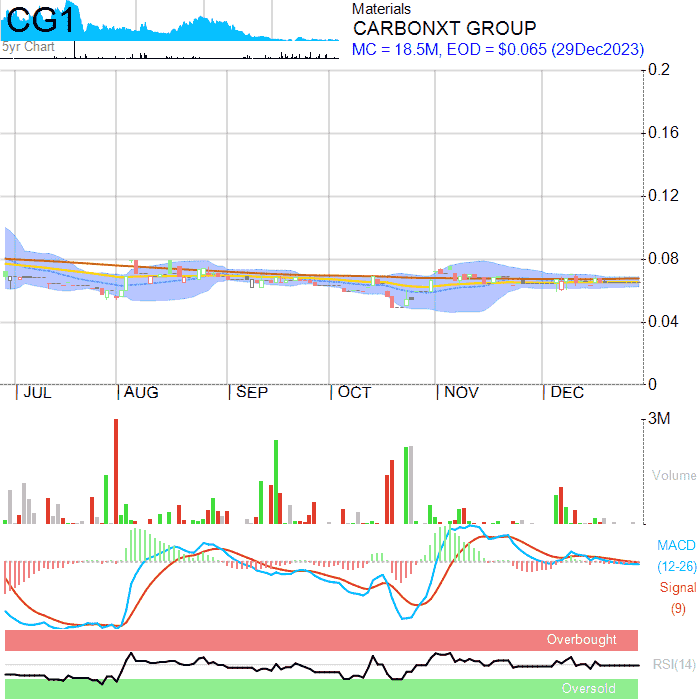 CG1
5yr Chart
Materials
CARBONXT GROUP
MC = 18.5M, EOD = $0.065 (29Dec2023)
0.2
0.16
0.12
0.08
0.04
0
JUL AUG SEP OCT NOV DEC
3M
Volume
MACD
(12-26)
Signal
(9)
Overbought
RSI(14)
Oversold